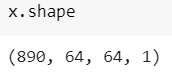 x.shape
(890, 64, 64, 1)